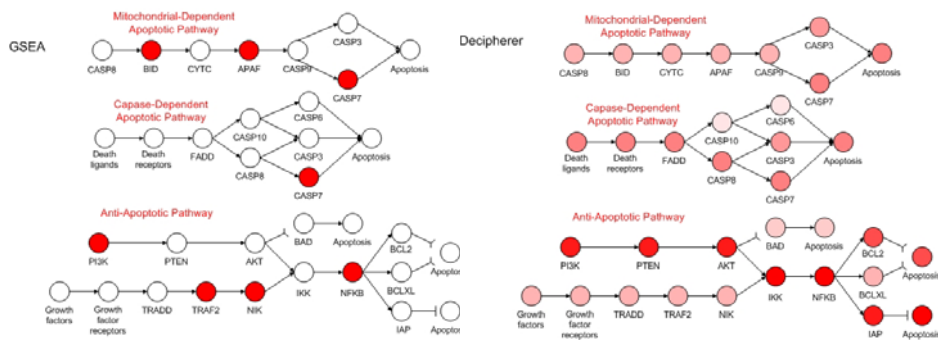 GSEA
Mitochondrial-Dependent
Apoptotic Pathway
CASP8
BID
CYTC
APAF
CASP9
CASP3
CASP7
Apoptosis
Capase-Dependent
Apoptotic Pathway
Death
ligands
Death
receptors
FADD
CASP10
CASP8
CASP6
CASP3
CASP7
Apoptosis
Anti-Apoptotic Pathway
PI3K
PTEN
AKT
BAD
Apoptosis
Growth
factors
Growth
factor
receptors
TRADD
TRAF2
NIK
IKK
NFKB
BCL2
BCLXL
IAP
Apoptos
Apoptos
Decipherer
Mitochondrial-Dependent
Apoptotic Pathway
CASP8
BID
CYTC
APAF
CASP9
CASP3
CASP7
Apoptosis
Capase-Dependent
Apoptotic Pathway
Death
ligands
Death
receptors
FADD
CASP10
CASP8
CASP6
CASP3
CASP7
Apoptosis
Anti-Apoptotic Pathway
PI3K
PTEN
AKT
BAD
Apoptosis
Growth
factors
Growth
factor
receptors
TRADD
TRAF2
NIK
IKK
NFKB
BCL2
BCLXL
IAP
Apoptosis
Apoptosis